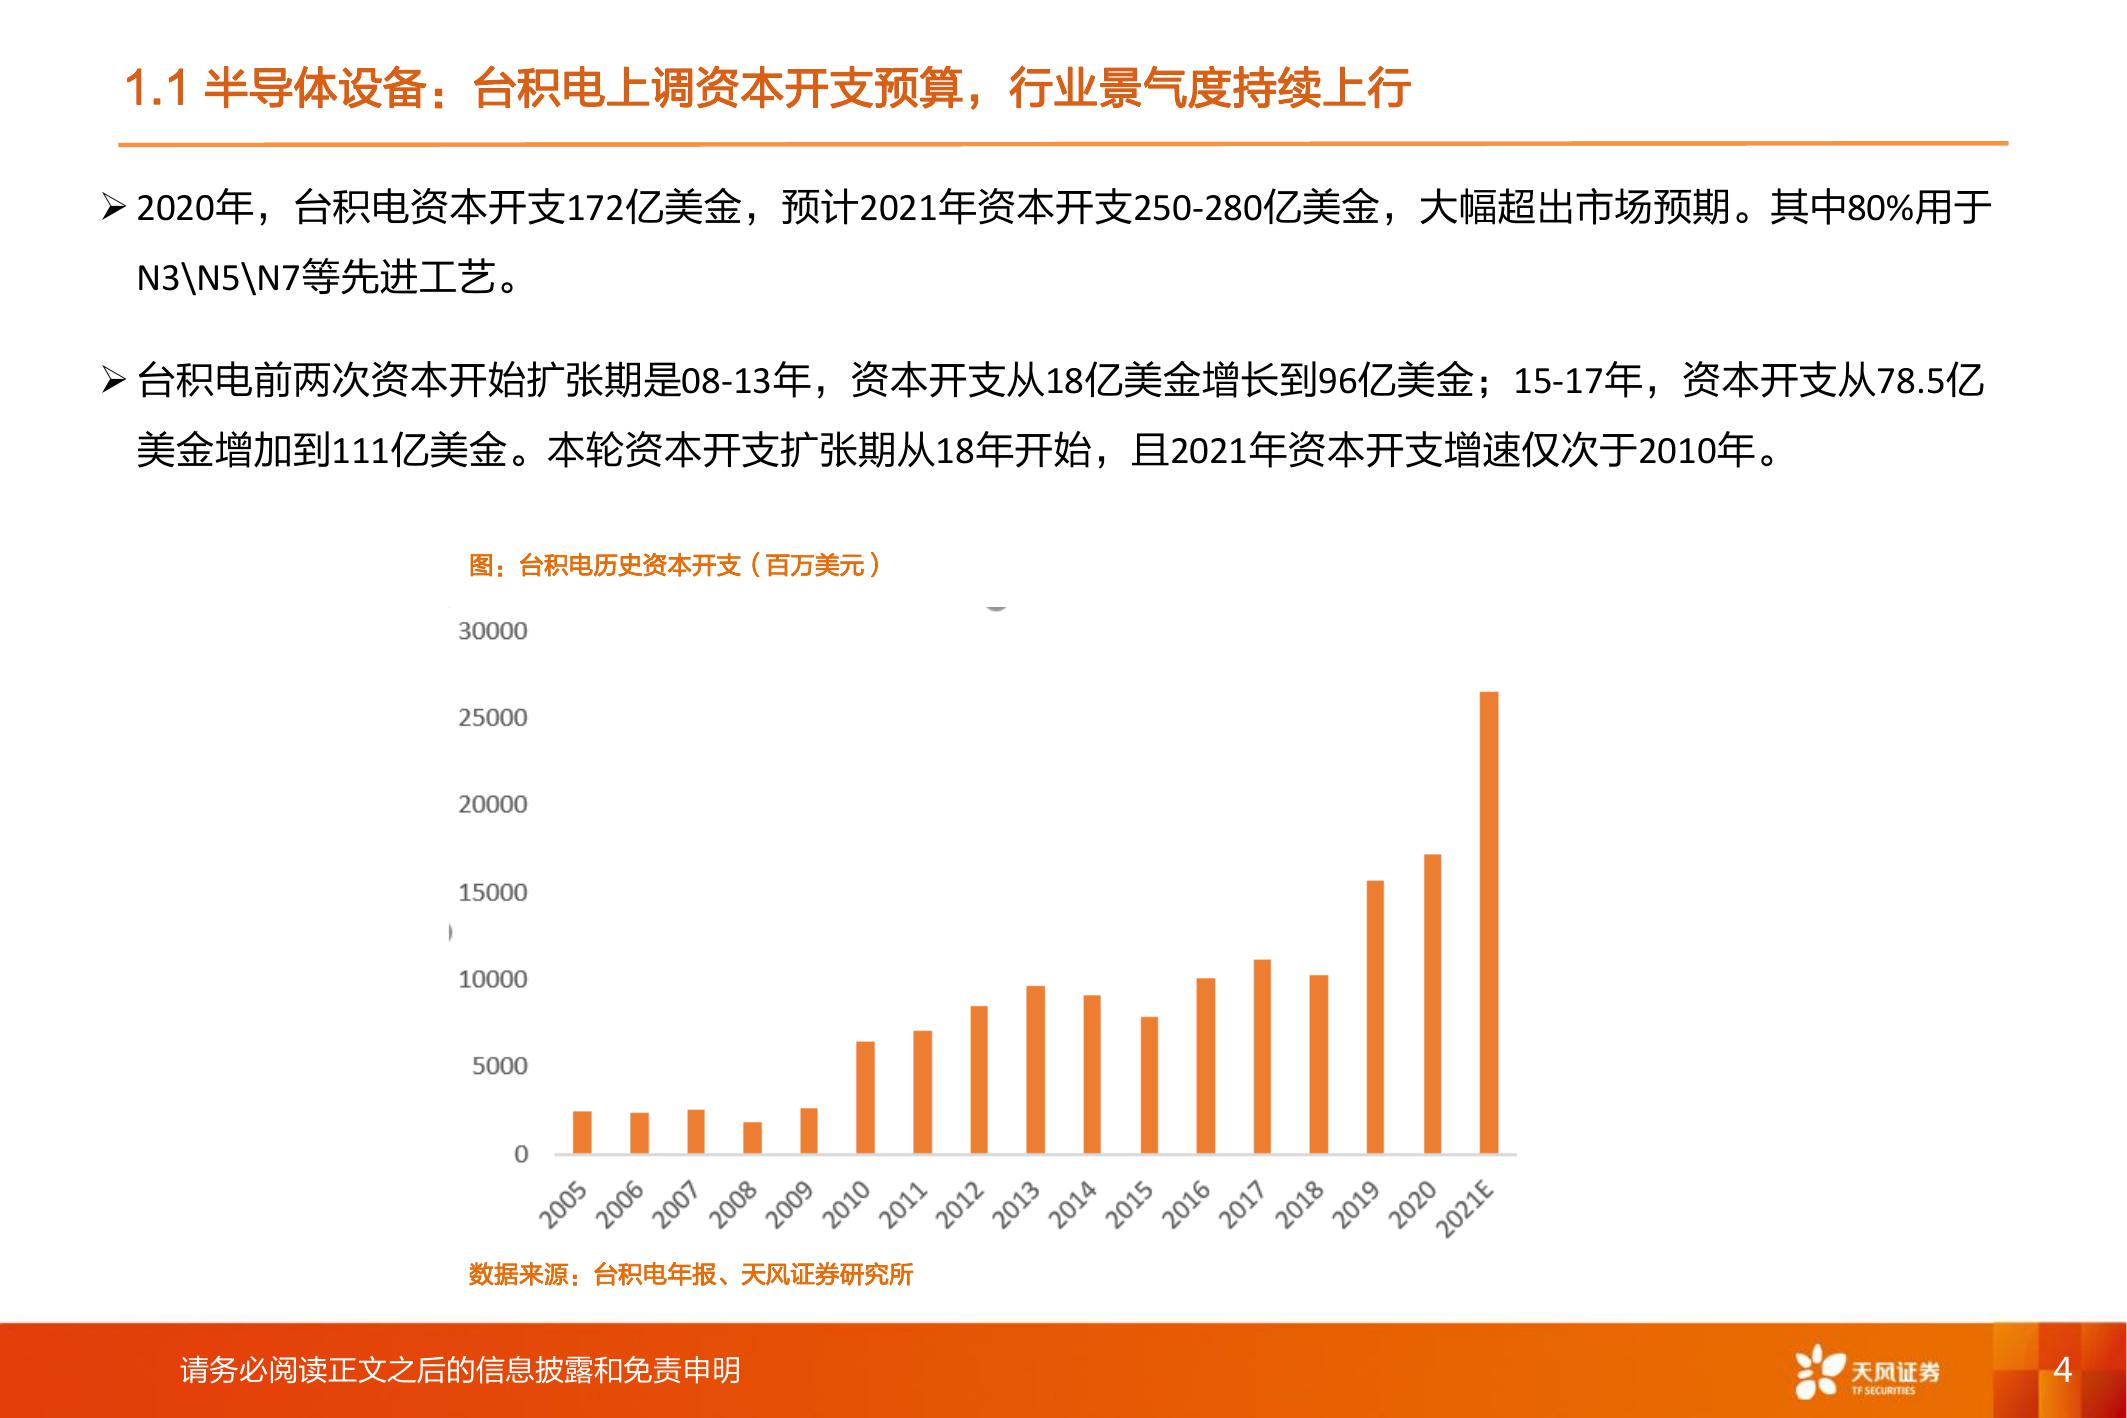 1.1 半导体设备：台积电上调资本开支预算，行业景气度持续上行
➢2020年，台积电资本开支172亿美金，预计2021年资本开支250-280亿美金，大幅超出市场预期。其中80%用于
N3\N5\N7等先进工艺。
➢台积电前两次资本开始扩张期是08-13年，资本开支从18亿美金增长到96亿美金；15-17年，资本开支从78.5亿
美金增加到111亿美金。本轮资本开支扩张期从18年开始，且2021年资本开支增速仅次于2010年。
图：台积电历史资本开支（百万美元）
30000
25000
20000
15000
10000
5000
0
2005 2006 2007 2008 2009 2010 2011 2012 2013 2014 2015 2016 2017 2018 2019 2020 2021E
数据来源：台积电年报、天风证券研究所
请务必阅读正文之后的信息披露和免责申明
天风证券
TF SECURITIES
4